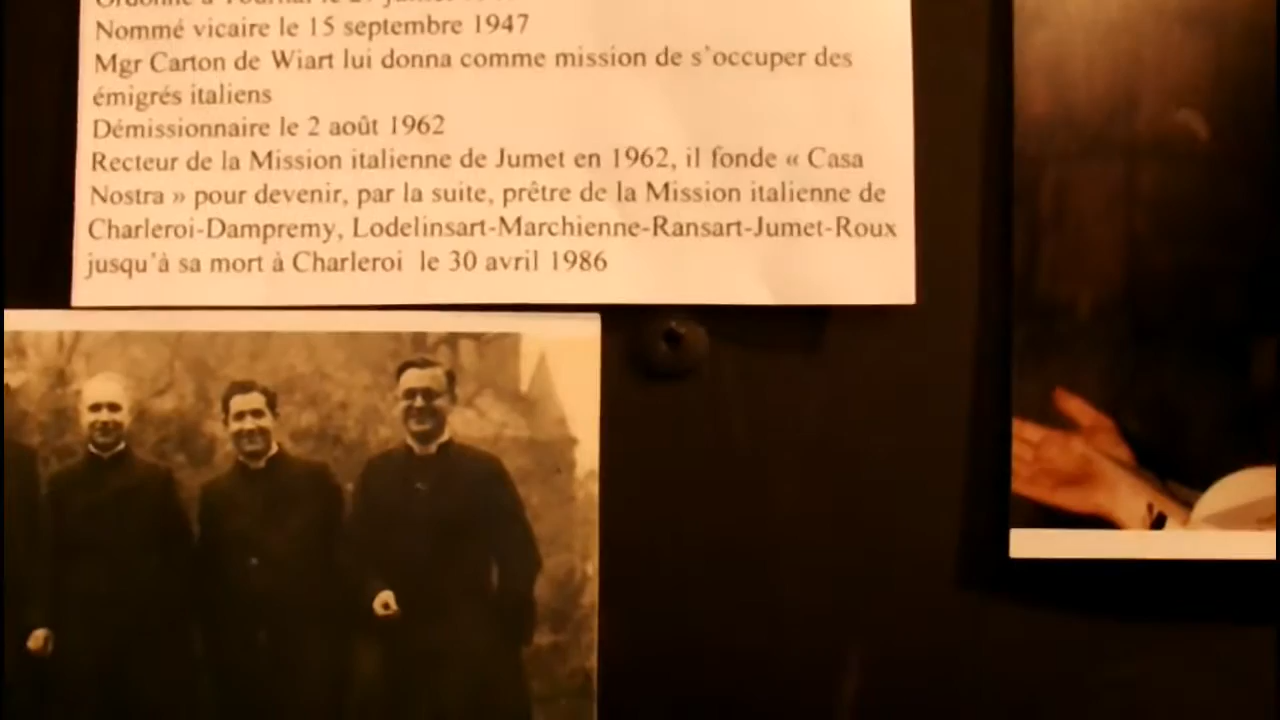 Ordonné à Tournai le
Nommé vicaire le 15 septembre 1947
Mgr Carton de Wiart lui donna comme mission de s'occuper des
émigrés italiens
Démissionnaire le 2 août 1962
Recteur de la Mission italienne de Jumet en 1962, il fonde « Casa
Nostra » pour devenir, par la suite, prêtre de la Mission italienne de
Charleroi-Dampremy, Lodelinsart-Marchienne-Ransart-Jumet-Roux
jusqu'à sa mort à Charleroi  le 30 avril 1986